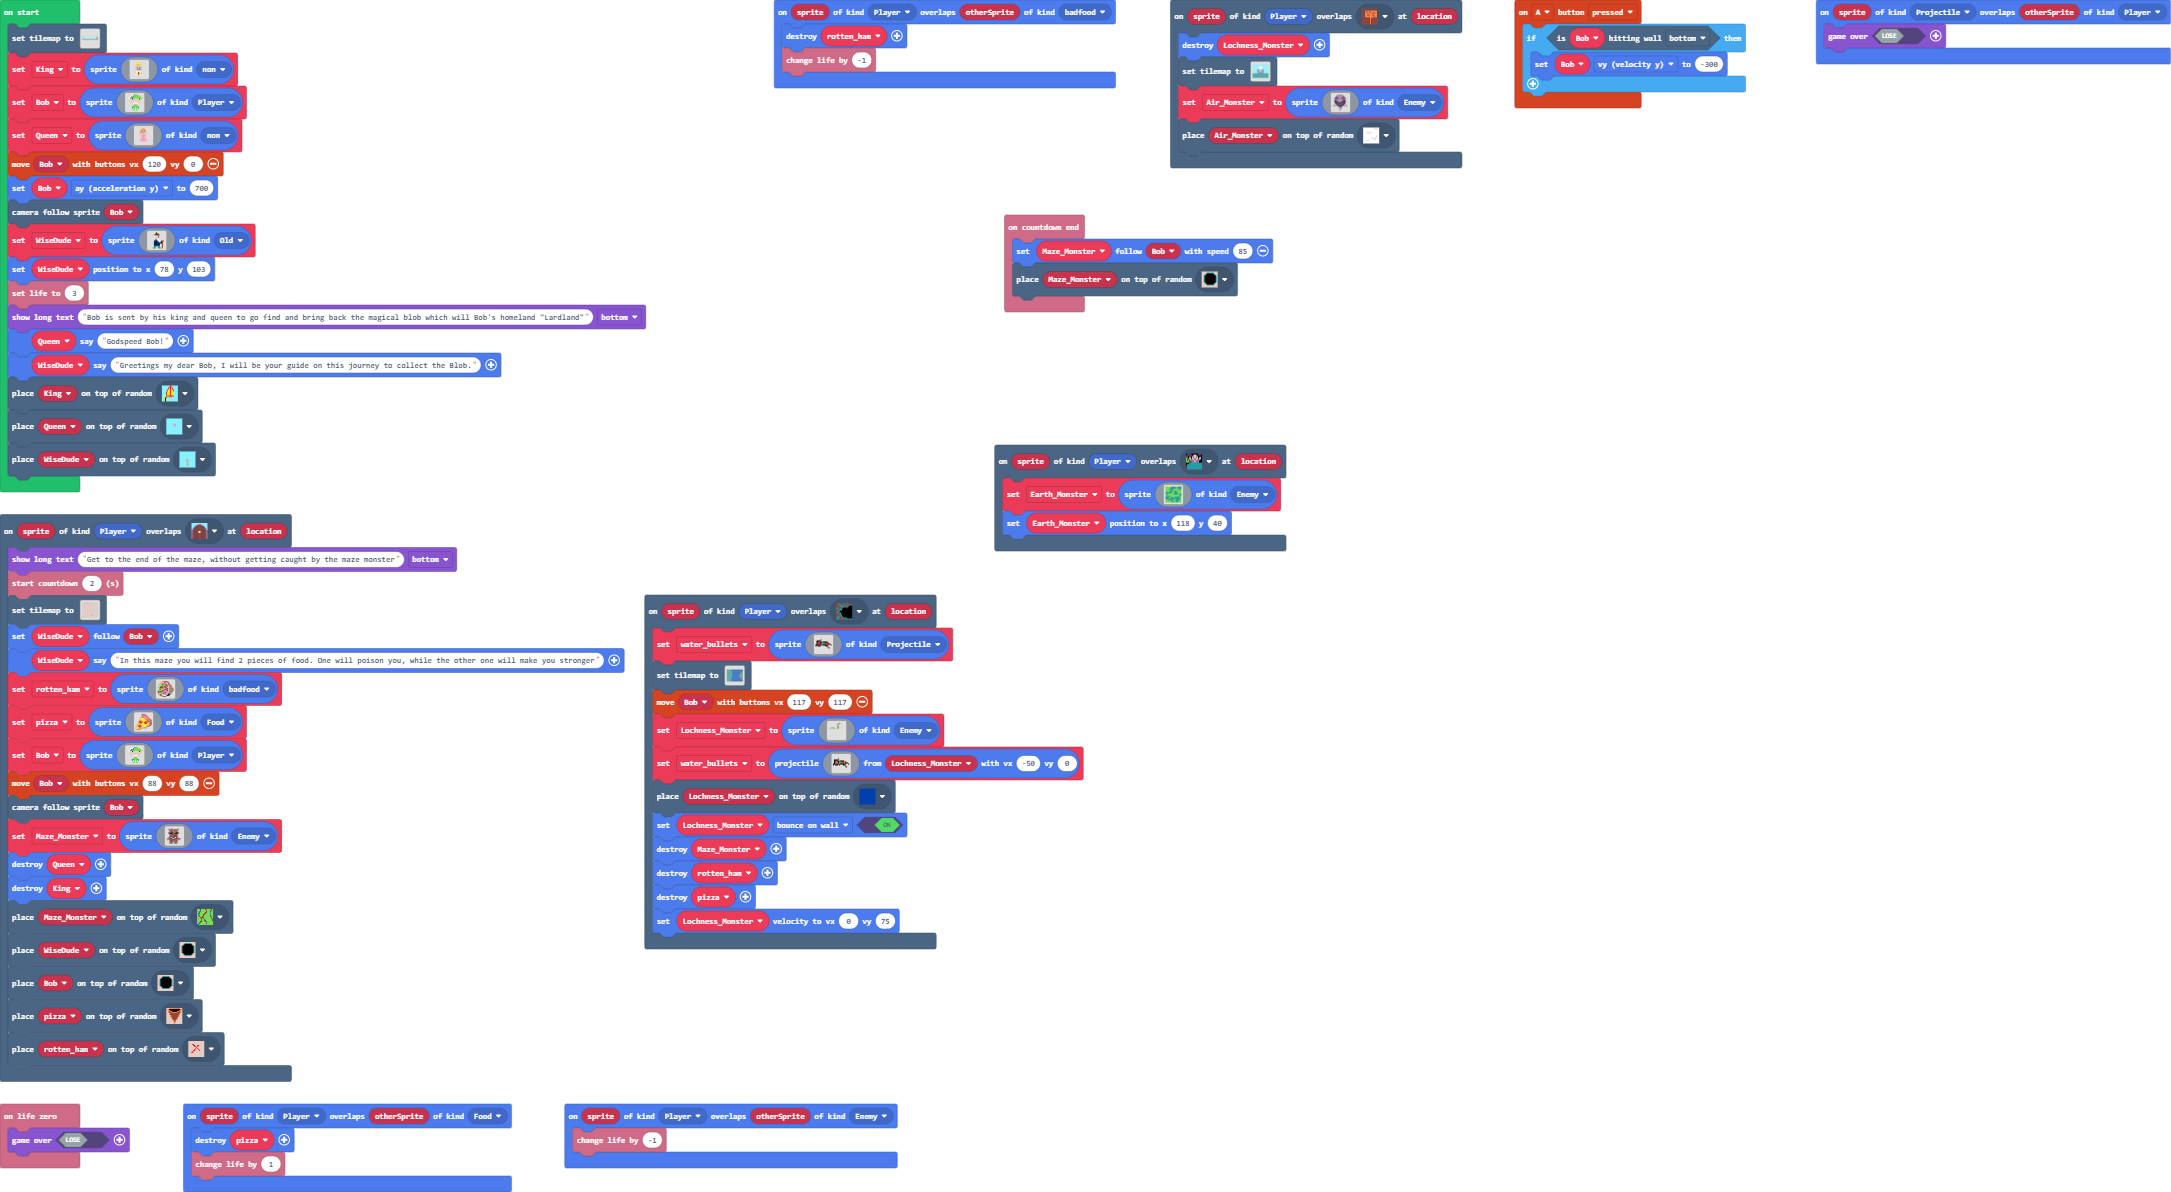 on start
set tilemap to
set King to sprite of kind non
set Bob to sprite of kind Player
set Queen to sprite of kind non
move Bob with buttons vx 120 vy 0
set Bob ay (acceleration y) to 700
camera follow sprite Bob
set WiseDude to sprite of kind Old
set WiseDude position to x 78 y 103
set life to 3
show long text "Bob is sent by his king and queen to go find and bring back the magical blob which will Bob's homeland "Lardland"" bottom
Queen say "Godspeed Bob!"
WiseDude say "Greetings my dear Bob, I will be your guide on this journey to collect the Blob."
place King on top of random
place Queen on top of random
place WiseDude on top of random
on sprite of kind Player overlaps otherSprite of kind badfood
destroy rotten_ham
change life by -1
on sprite of kind Player overlaps at location
destroy Lochness_Monster
set tilemap to
set Air_Monster to sprite of kind Enemy
place Air_Monster on top of random
on A button pressed
if is Bob hitting wall bottom then
set Bob vy (velocity y) to -300
on sprite of kind Projectile overlaps otherSprite of kind Player
game over LOSE
on countdown end
set Maze_Monster follow Bob with speed 85
place Maze_Monster on top of random
on sprite of kind Player overlaps at location
set Earth_Monster to sprite of kind Enemy
set Earth_Monster position to x 118 y 40
on sprite of kind Player overlaps at location
show long text "Get to the end of the maze, without getting caught by the maze monster" bottom
start countdown 2 (s)
set tilemap to
set WiseDude follow Bob
WiseDude say "In this maze you will find 2 pieces of food. One will poison you, while the other one will make you stronger"
set rotten_ham to sprite of kind badfood
set pizza to sprite of kind Food
set Bob to sprite of kind Player
move Bob with buttons vx 88 vy 88
camera follow sprite Bob
set Maze_Monster to sprite of kind Enemy
destroy Queen
destroy King
place Maze_Monster on top of random
place WiseDude on top of random
place Bob on top of random
place pizza on top of random
place rotten_ham on top of random
on sprite of kind Player overlaps at location
set water_bullets to sprite of kind Projectile
set tilemap to
move Bob with buttons vx 117 vy 117
set Lochness_Monster to sprite of kind Enemy
set water_bullets to projectile from Lochness_Monster with vx -50 vy 0
place Lochness_Monster on top of random
set Lochness_Monster bounce on wall ON
destroy Maze_Monster
destroy rotten_ham
destroy pizza
set Lochness_Monster velocity to vx 0 vy 75
on life zero
game over LOSE
on sprite of kind Player overlaps otherSprite of kind Food
destroy pizza
change life by 1
on sprite of kind Player overlaps otherSprite of kind Enemy
change life by -1